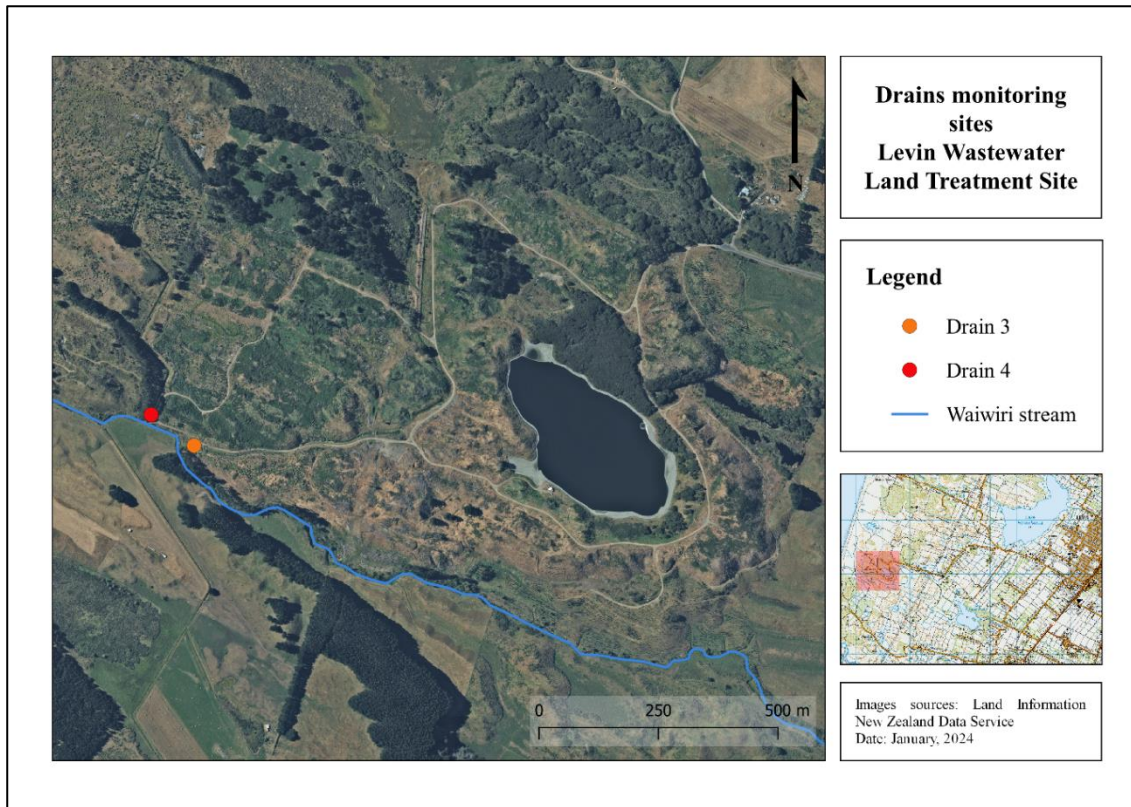 N
0 250 500 m
Drains monitoring
sites
Levin Wastewater
Land Treatment Site
Legend
Drain 3
Drain 4
Waiwiri stream
Images sources: Land Information
New Zealand Data Service
Date: January, 2024